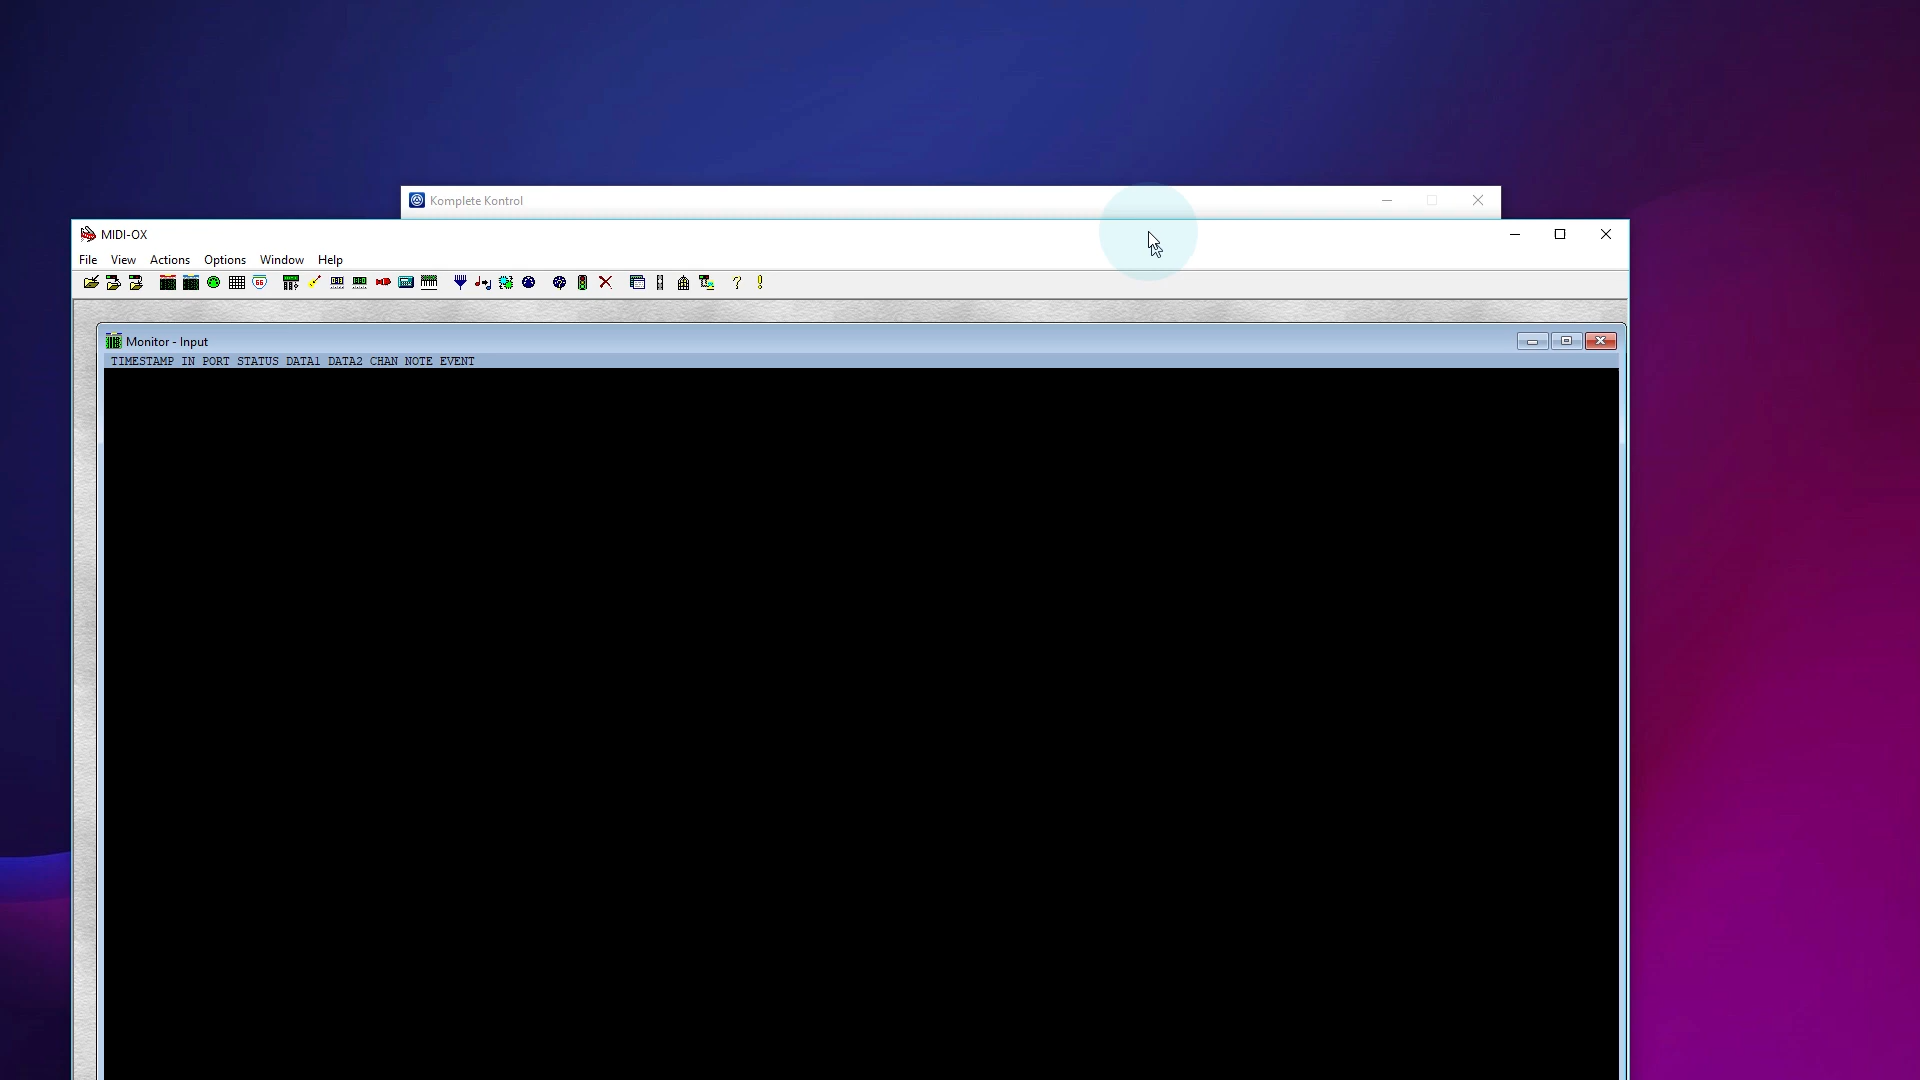 Komplete Kontrol
MIDI-OX
File View Actions Options Window Help
Monitor - Input
TIMESTAMP IN PORT STATUS DATA1 DATA2 CHAN NOTE EVENT